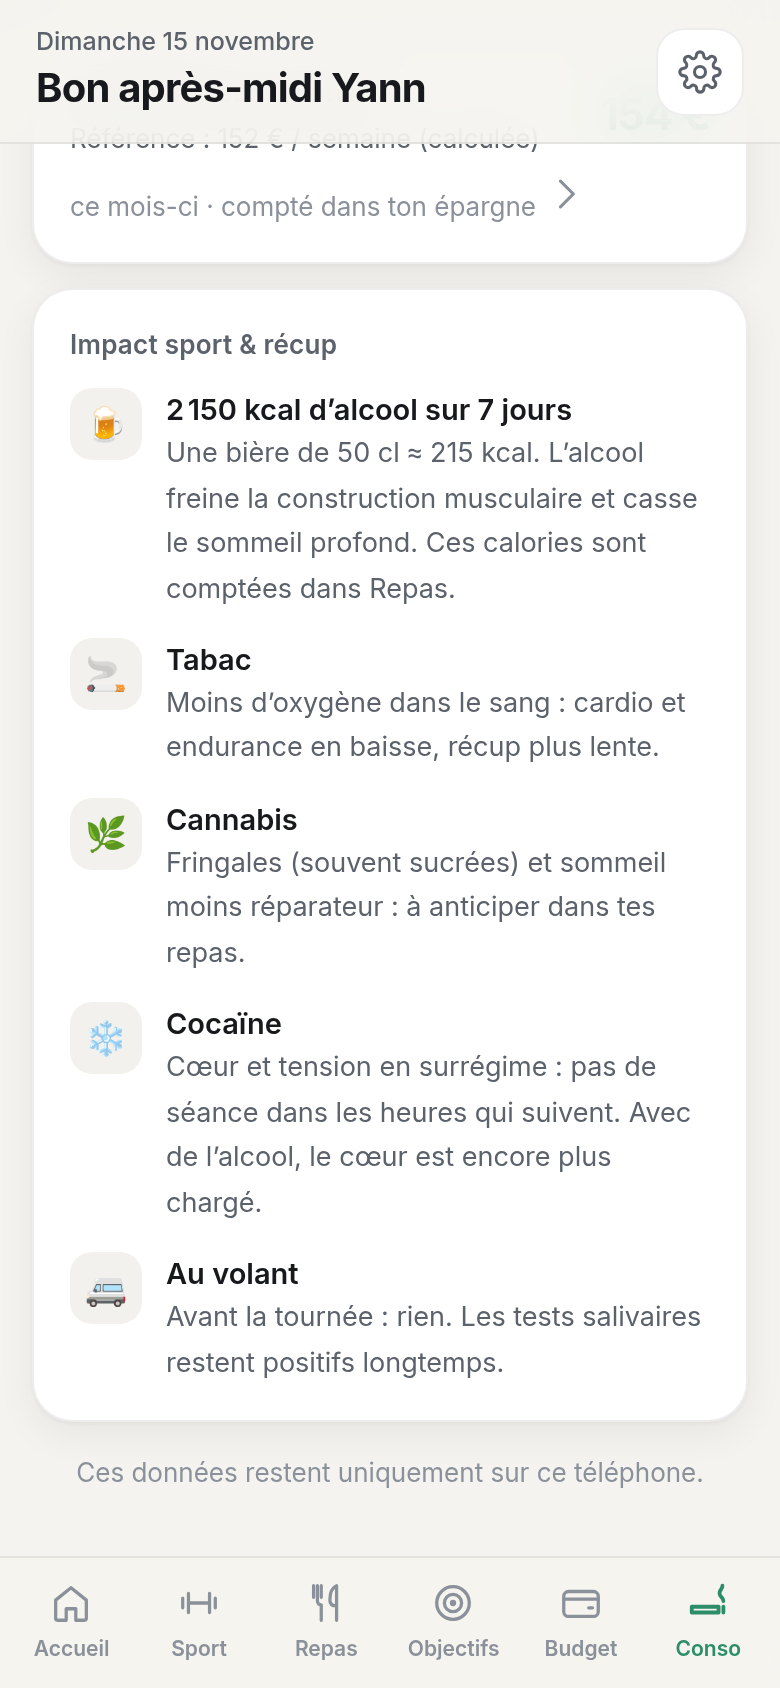 Dimanche 15 novembre
Bon après-midi Yann
154 €
Référence : 152 € / semaine (calculée)
ce mois-ci · compté dans ton épargne
Impact sport & récup
2 150 kcal d’alcool sur 7 jours
Une bière de 50 cl ≈ 215 kcal. L’alcool
freine la construction musculaire et casse
le sommeil profond. Ces calories sont
comptées dans Repas.
Tabac
Moins d’oxygène dans le sang : cardio et
endurance en baisse, récup plus lente.
Cannabis
Fringales (souvent sucrées) et sommeil
moins réparateur : à anticiper dans tes
repas.
Cocaïne
Cœur et tension en surrégime : pas de
séance dans les heures qui suivent. Avec
de l’alcool, le cœur est encore plus
chargé.
Au volant
Avant la tournée : rien. Les tests salivaires
restent positifs longtemps.
Ces données restent uniquement sur ce téléphone.
Accueil
Sport
Repas
Objectifs
Budget
Conso